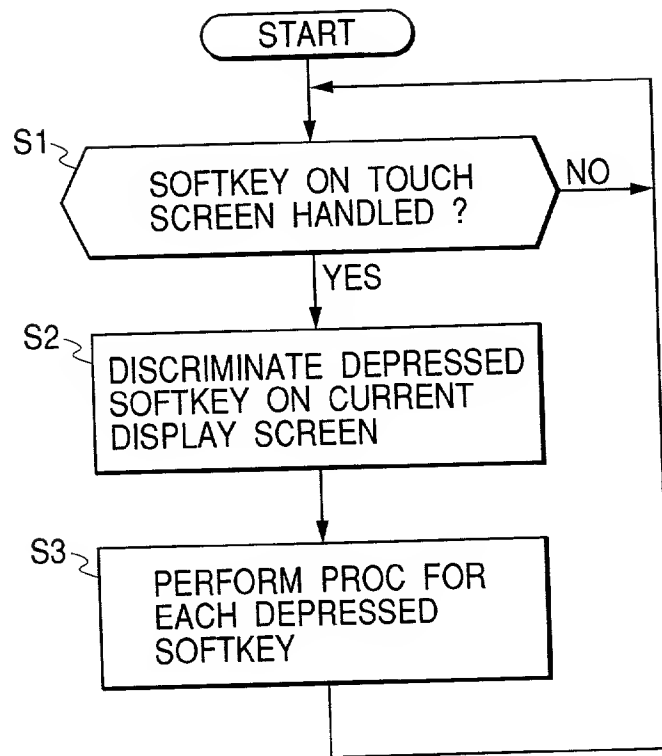 START
S1
SOFTKEY ON TOUCH
SCREEN HANDLED ?
NO
YES
S2
DISCRIMINATE DEPRESSED
SOFTKEY ON CURRENT
DISPLAY SCREEN
S3
PERFORM PROC FOR
EACH DEPRESSED
SOFTKEY